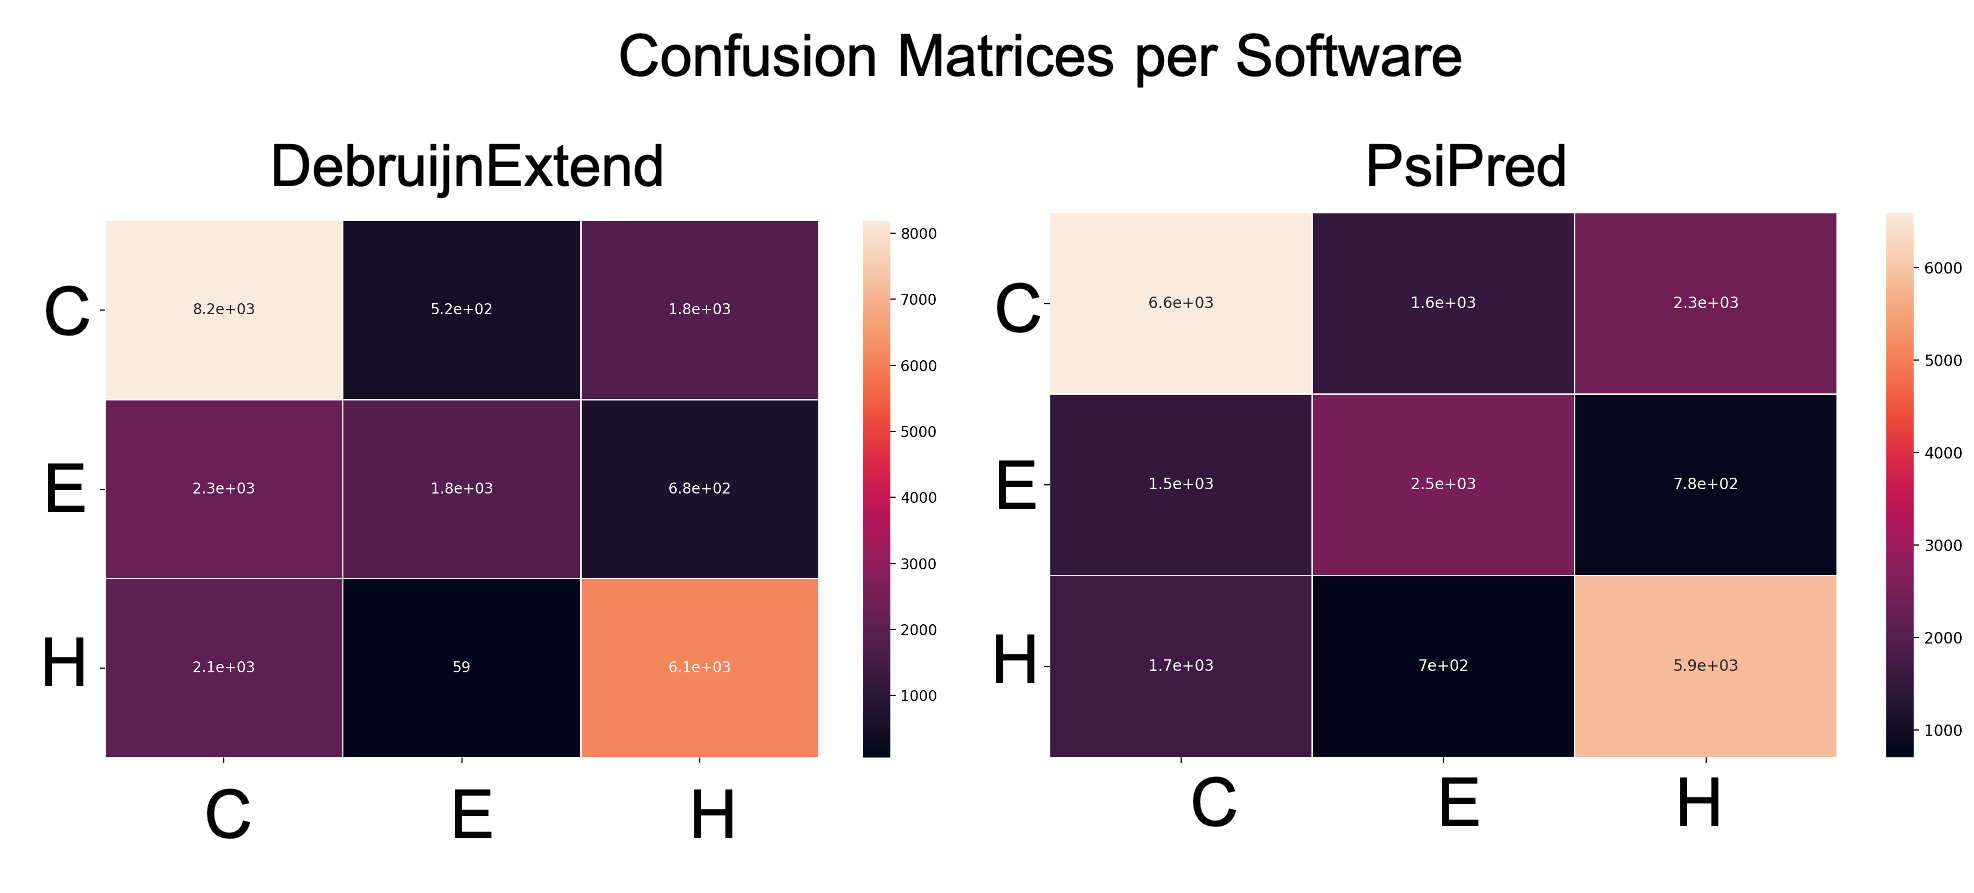 Confusion Matrices per Software
DebruijnExtend
C
8.2e+03 5.2e+02 1.8e+03
E
2.3e+03 1.8e+03 6.8e+02
H
2.1e+03 59 6.1e+03
C E H
8000
7000
6000
5000
4000
3000
2000
1000
PsiPred
C
6.6e+03 1.6e+03 2.3e+03
E
1.5e+03 2.5e+03 7.8e+02
H
1.7e+03 7e+02 5.9e+03
C E H
6000
5000
4000
3000
2000
1000